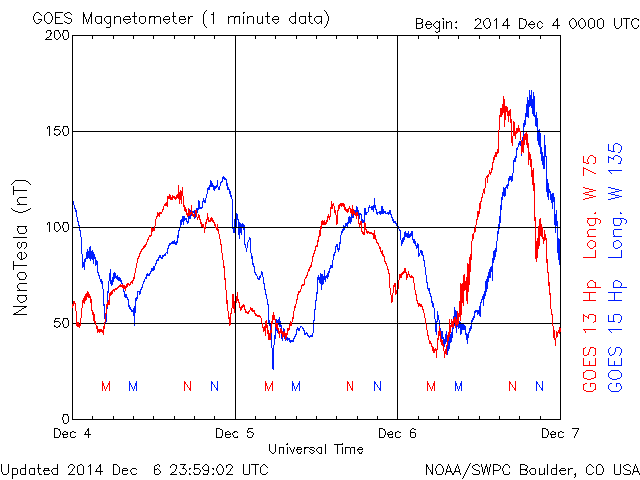 GOES Magnetometer (1 minute data)
Begin: 2014 Dec 4 0000 UTC
200
150
100
50
0
NanoTesla (nT)
M M N N M M N N M M N N
Dec 4 Dec 5 Dec 6 Dec 7
Universal Time
GOES 13 Hp Long. W 75
GOES 15 Hp Long. W 135
Updated 2014 Dec 6 23:59:02 UTC
NOAA/SWPC Boulder, CO USA